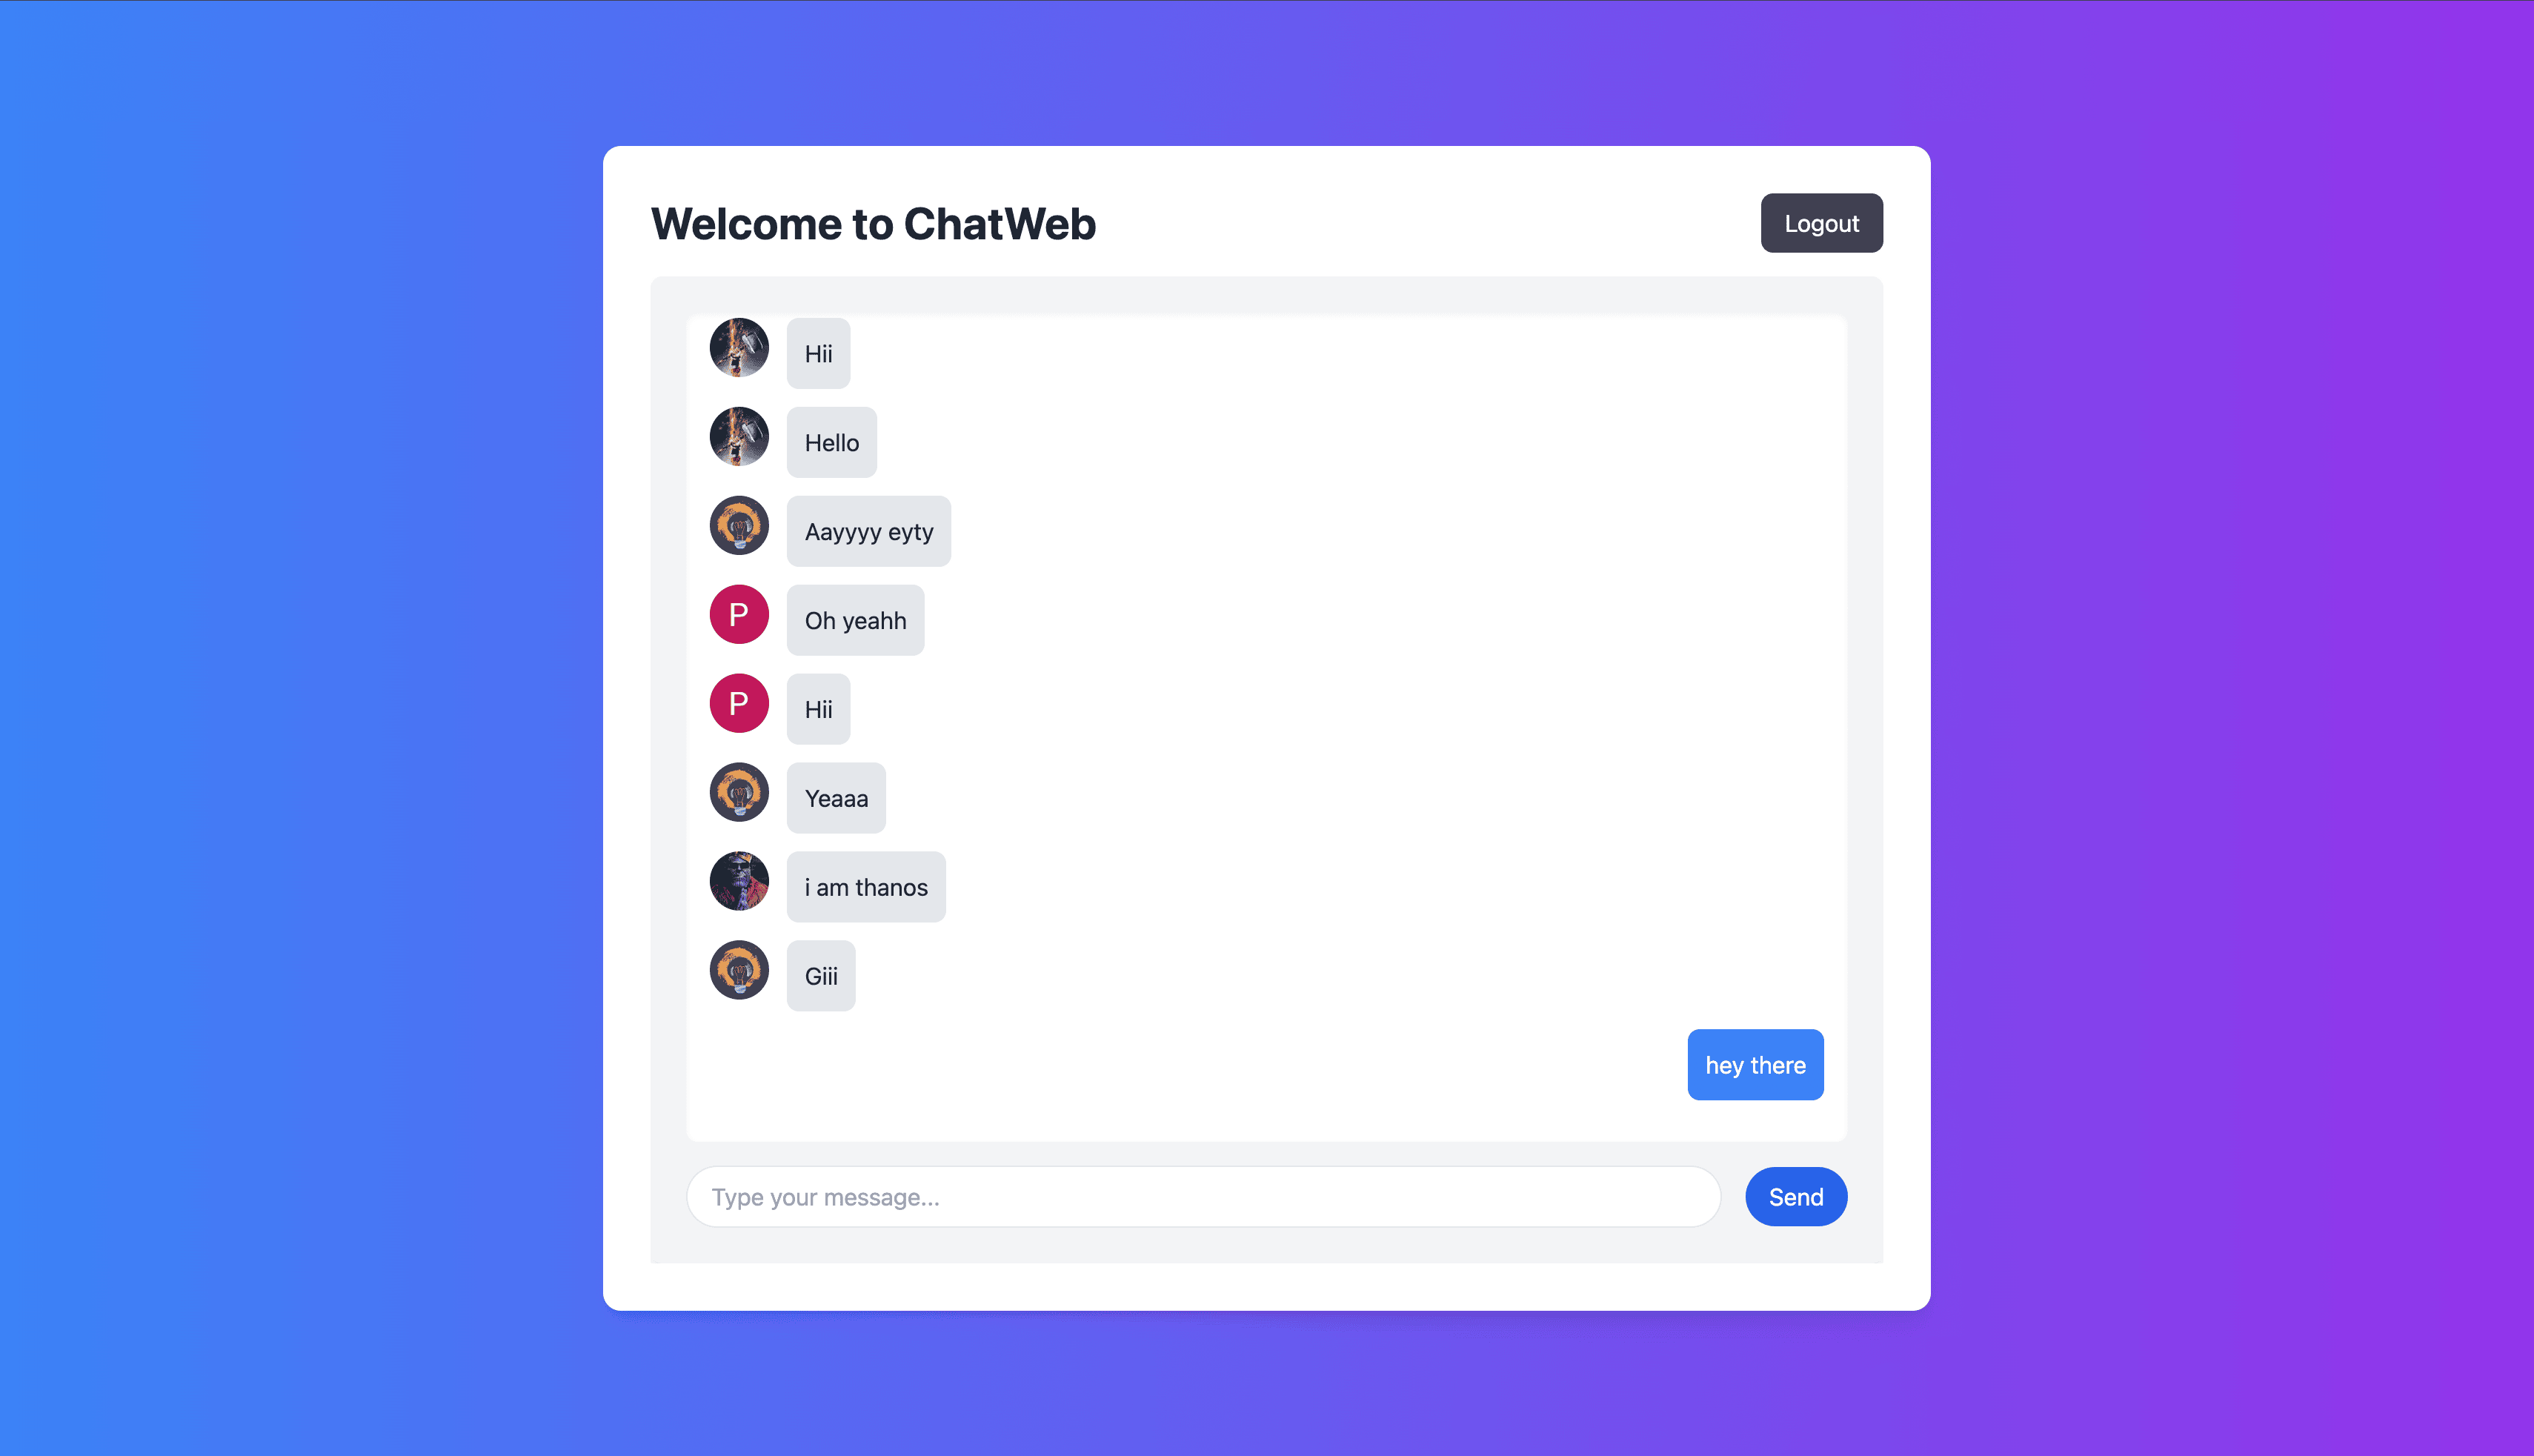 Welcome to ChatWeb
Logout
Hii
Hello
Aayyyy eyty
P
Oh yeahh
P
Hii
Yeaaa
i am thanos
Giii
hey there
Type your message...
Send